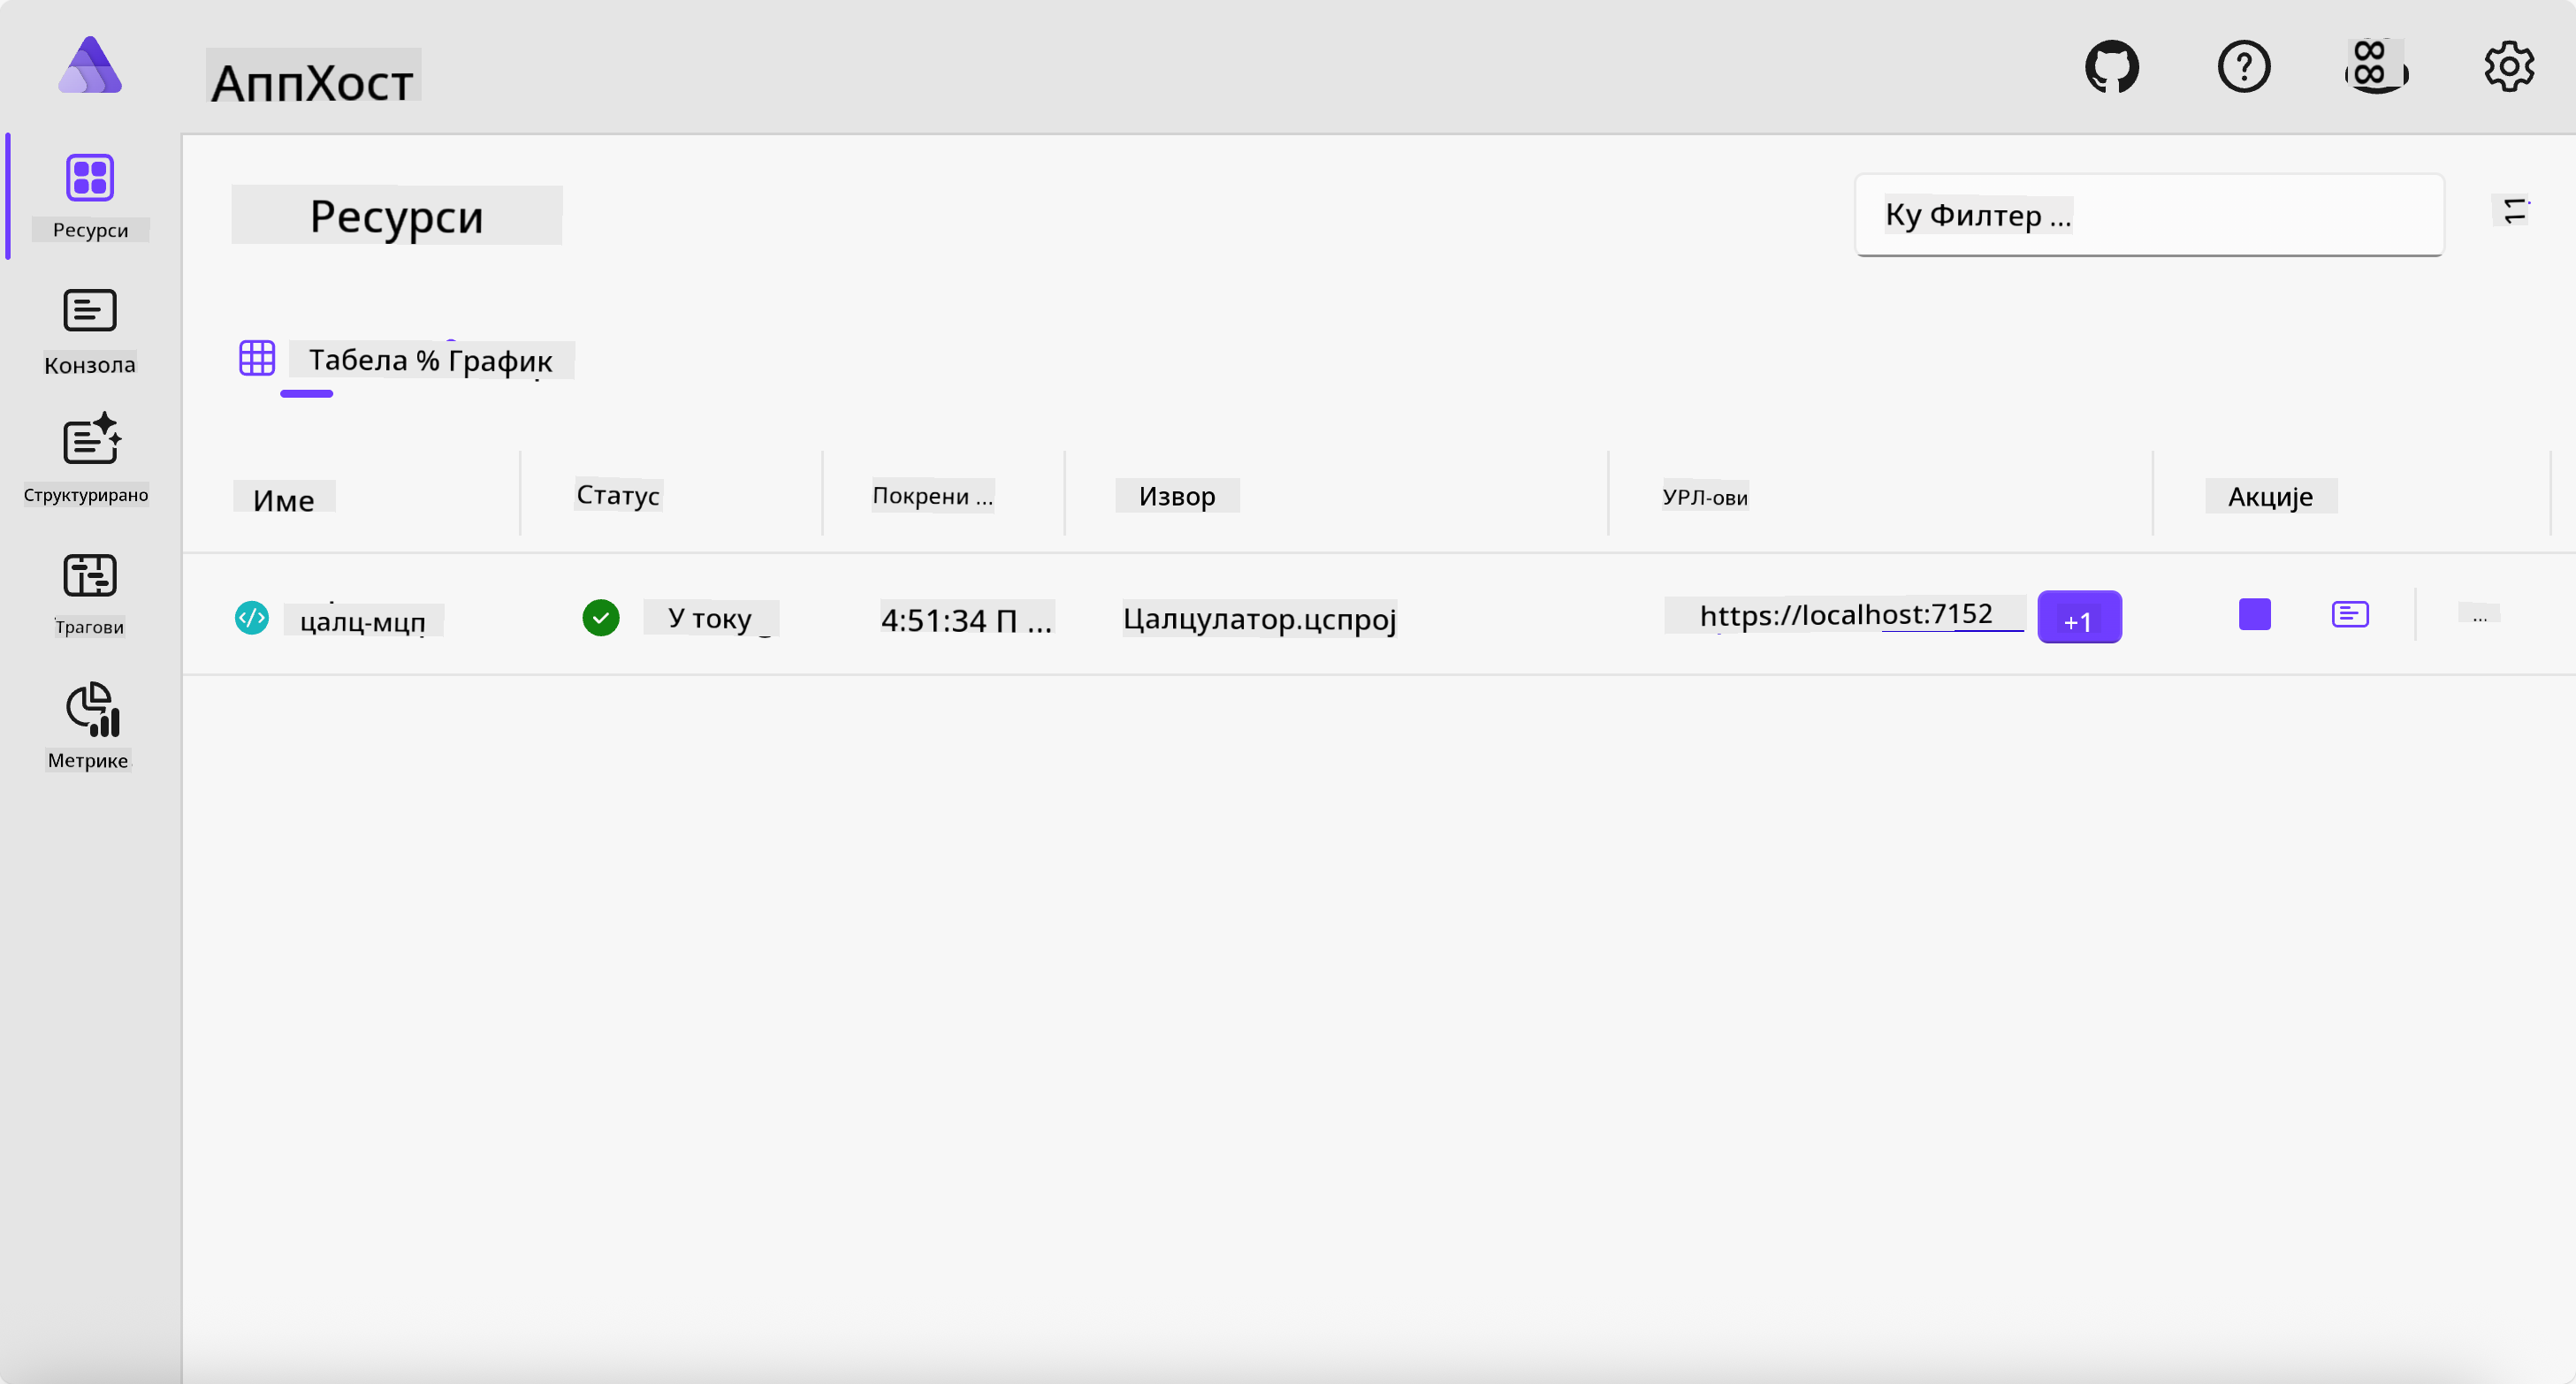 АппХост
Ресурси
Ку Филтер ...
11
Ресурси
Конзола
Структурирано
Трагови
Метрике
Табела % График
Име Статус Покрени ... Извор УРЛ-ови Акције
цалц-мцп У току 4:51:34 П ... Цалцулатор.цспрој https://localhost:7152 +1 ...